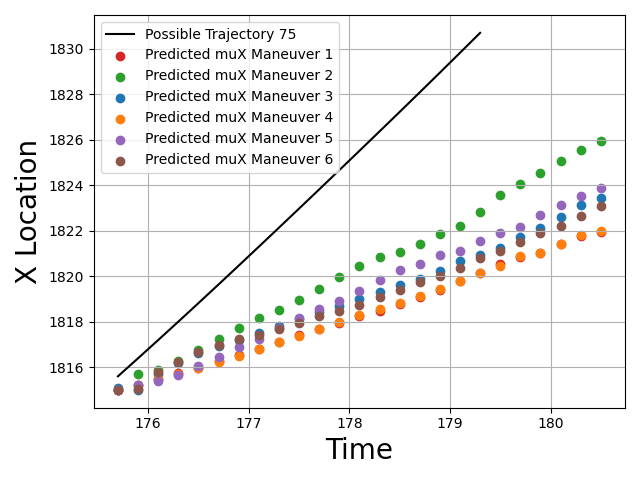 Possible Trajectory 75
Predicted muX Maneuver 1
Predicted muX Maneuver 2
Predicted muX Maneuver 3
Predicted muX Maneuver 4
Predicted muX Maneuver 5
Predicted muX Maneuver 6
1830
1828
1826
1824
1822
1820
1818
1816
X Location
176
177
178
179
180
Time